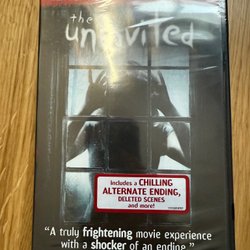 the
uninvited
Includes a CHILLING
ALTERNATE ENDING,
DELETED SCENES
and more!
"A truly frightening movie experience
with a shocker of an ending."